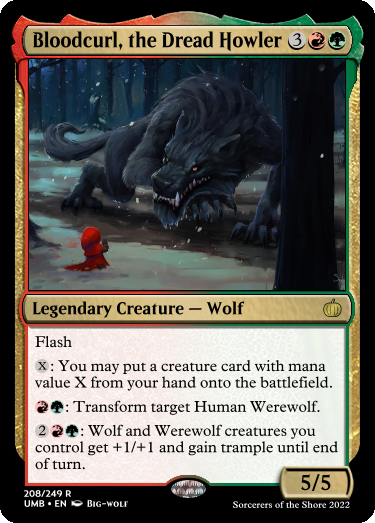 Bloodcurl, the Dread Howler 3
Legendary Creature — Wolf
Flash
X: You may put a creature card with mana
value X from your hand onto the battlefield.
: Transform target Human Werewolf.
2: Wolf and Werewolf creatures you
control get +1/+1 and gain trample until end
of turn.
5/5
208/249 R
UMB • EN Big-wolf
Sorcerers of the Shore 2022